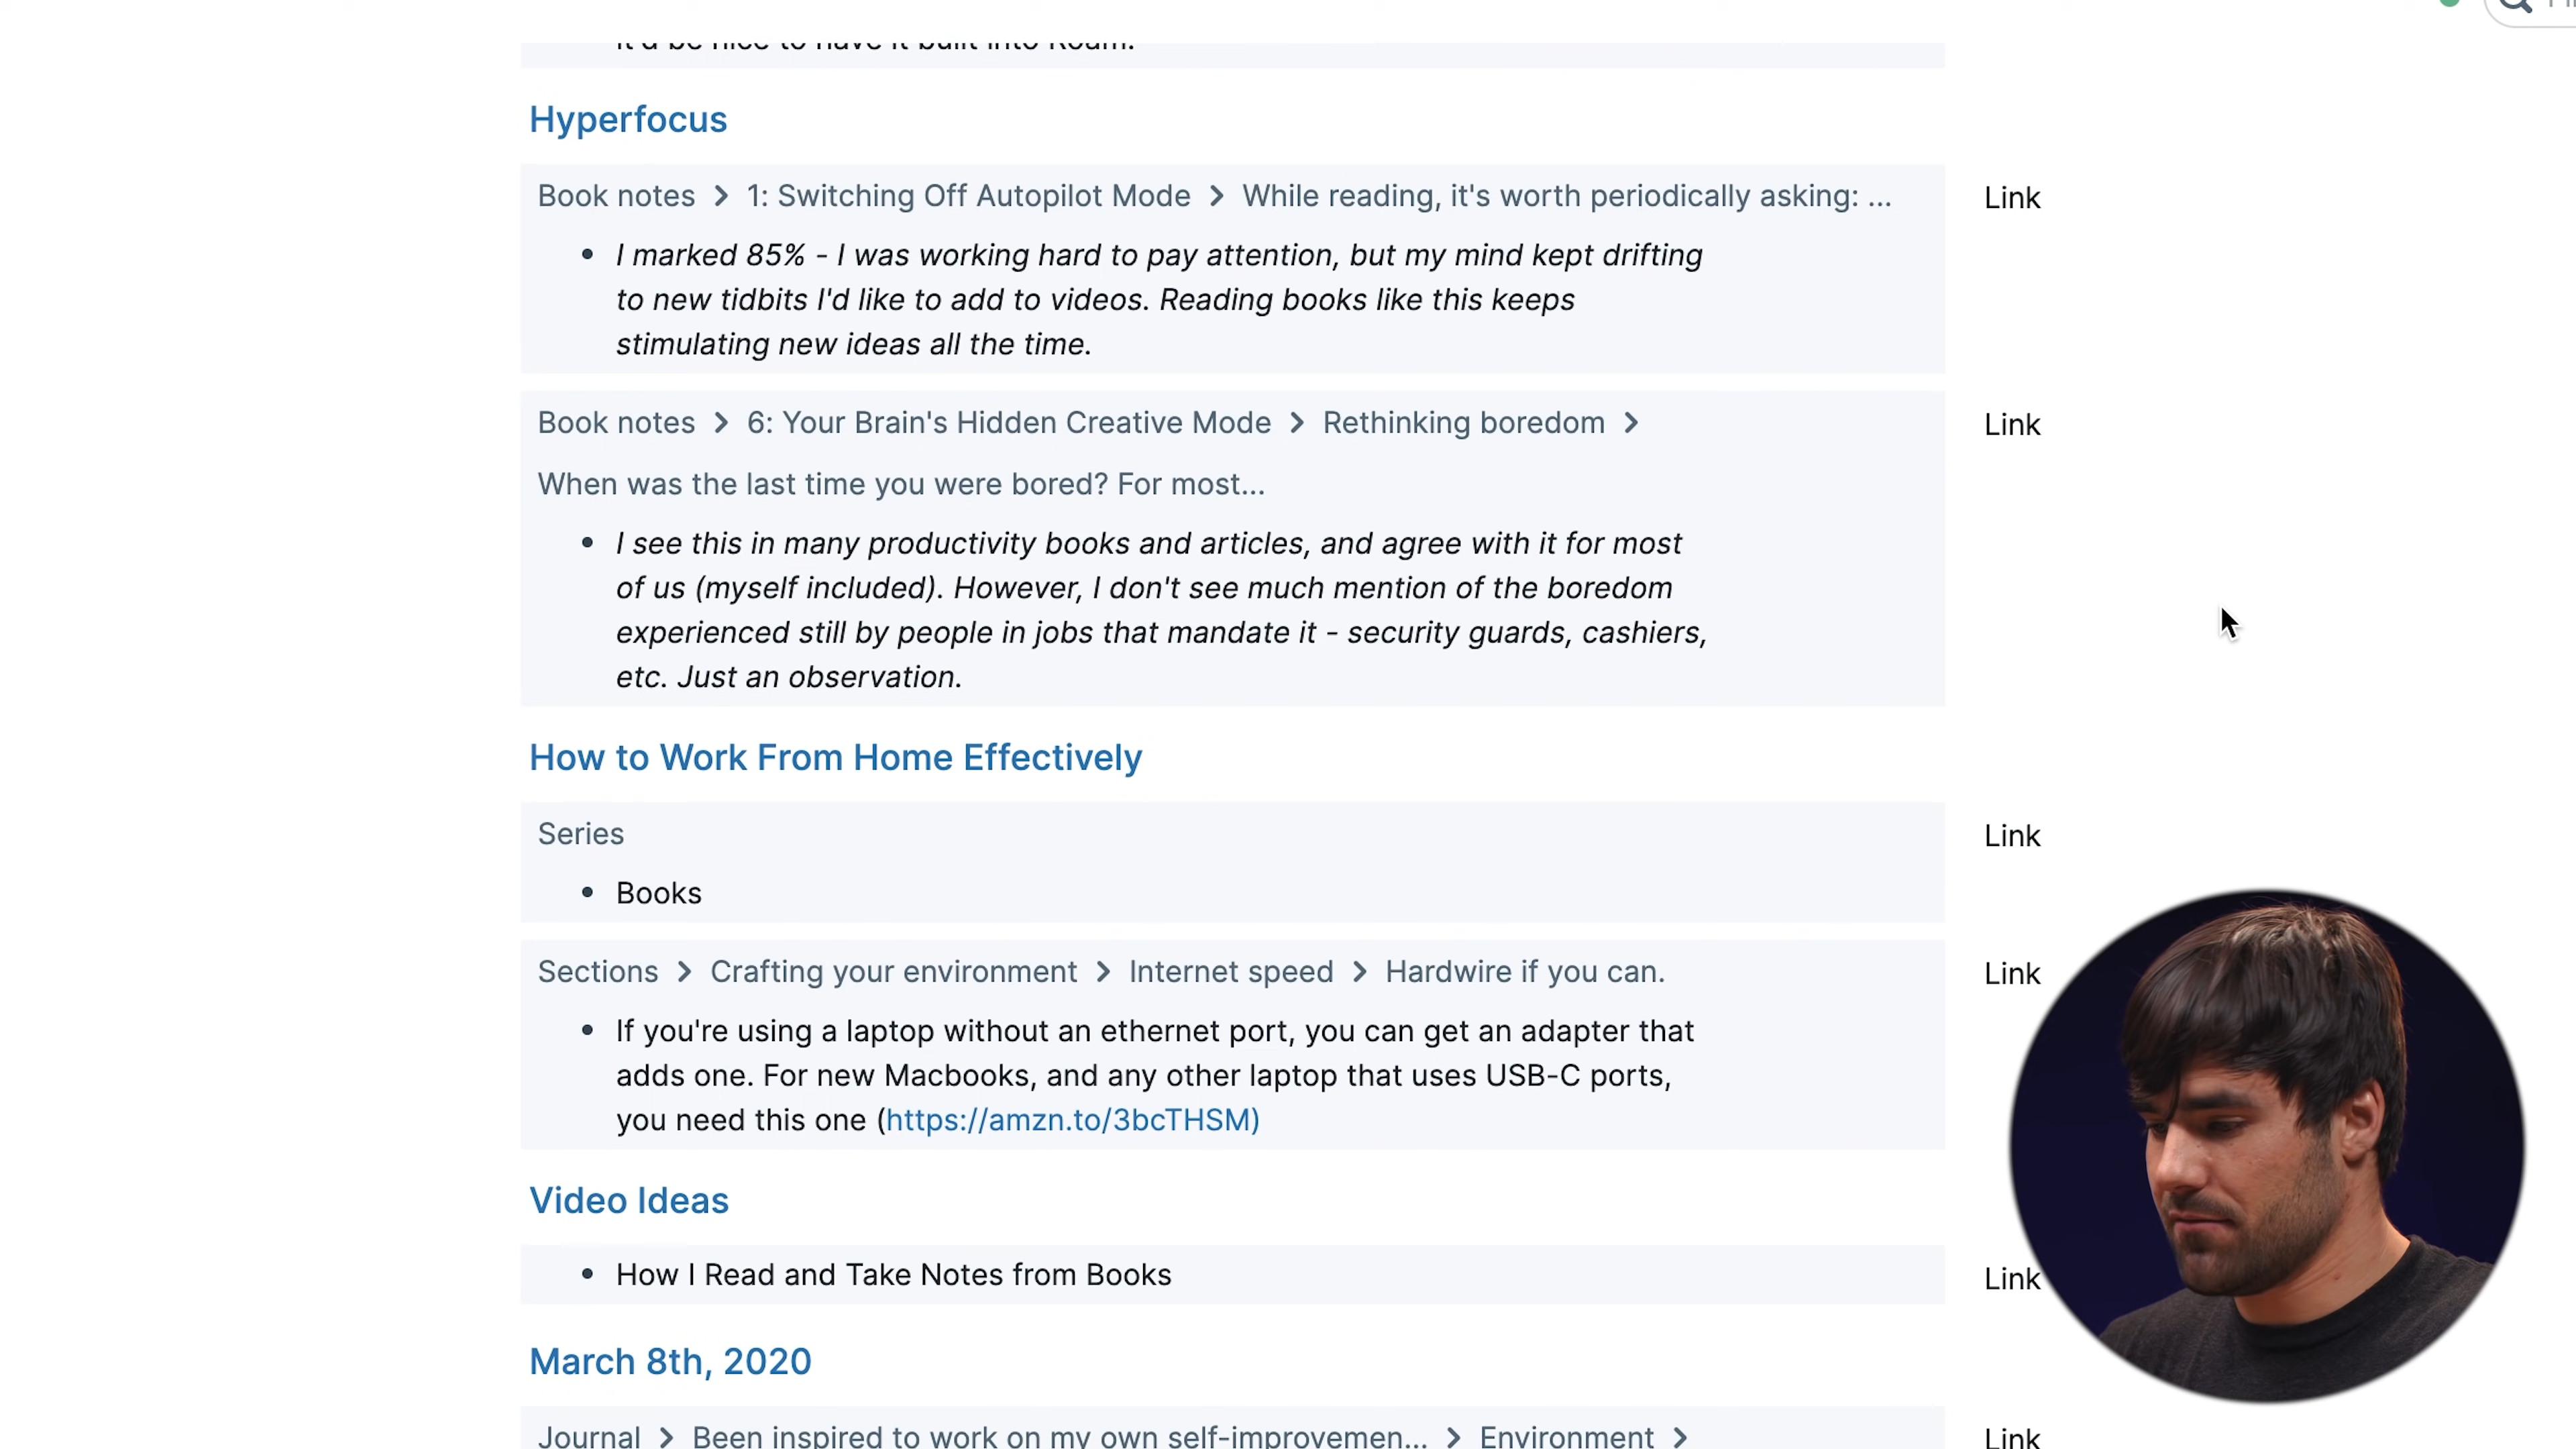 it'd be nice to have it built into Roam.
Hyperfocus
Book notes > 1: Switching Off Autopilot Mode > While reading, it's worth periodically asking: ...
Link
• I marked 85% - I was working hard to pay attention, but my mind kept drifting
to new tidbits I'd like to add to videos. Reading books like this keeps
stimulating new ideas all the time.
Book notes > 6: Your Brain's Hidden Creative Mode > Rethinking boredom >
Link
When was the last time you were bored? For most...
• I see this in many productivity books and articles, and agree with it for most
of us (myself included). However, I don't see much mention of the boredom
experienced still by people in jobs that mandate it - security guards, cashiers,
etc. Just an observation.
How to Work From Home Effectively
Series
Link
• Books
Sections > Crafting your environment > Internet speed > Hardwire if you can.
Link
• If you're using a laptop without an ethernet port, you can get an adapter that
adds one. For new Macbooks, and any other laptop that uses USB-C ports,
you need this one (https://amzn.to/3bcTHSM)
Video Ideas
• How I Read and Take Notes from Books
Link
March 8th, 2020
Journal > Been inspired to work on my own self-improvemen... > Environment >
Link